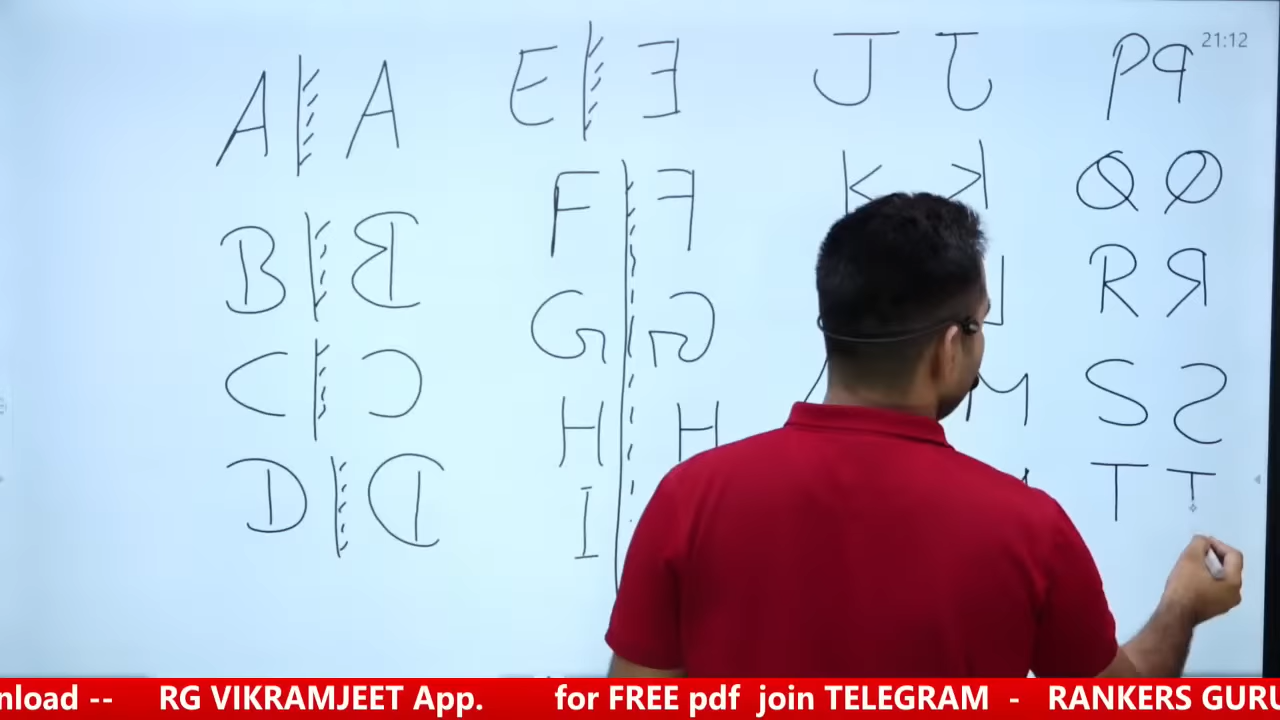 A A
B B
C C
D D
E E
F F
G G
H H
I
J J
K K
M
P P
Q Q
R R
S S
T T
21:12
nload -- RG VIKRAMJEET App. for FREE pdf join TELEGRAM - RANKERS GURU